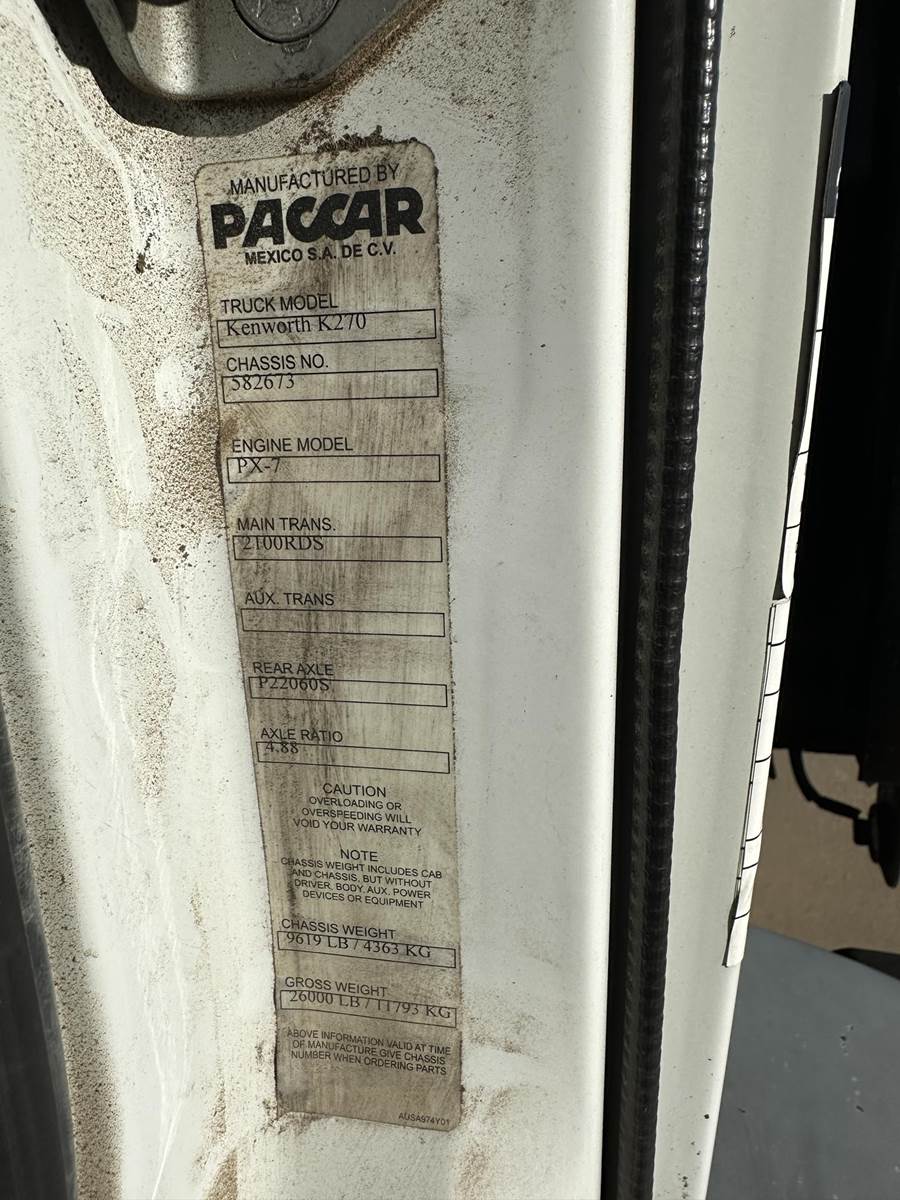 MANUFACTURED BY
PACCAR
MEXICO S.A. DE C.V.
TRUCK MODEL
Kenworth K270
CHASSIS NO.
582673
ENGINE MODEL
PX-7
MAIN TRANS.
2100RDS
AUX. TRANS
REAR AXLE
P22060S
AXLE RATIO
4.88
CAUTION
OVERLOADING OR
OVERSPEEDING WILL
VOID YOUR WARRANTY
NOTE
CHASSIS WEIGHT INCLUDES CAB
AND CHASSIS, BUT WITHOUT
DRIVER, BODY, AUX. POWER
DEVICES OR EQUIPMENT
CHASSIS WEIGHT
9619 LB / 4363 KG
GROSS WEIGHT
26000 LB / 11793 KG
ABOVE INFORMATION VALID AT TIME
OF MANUFACTURE GIVE CHASSIS
NUMBER WHEN ORDERING PARTS
AUSA974Y01